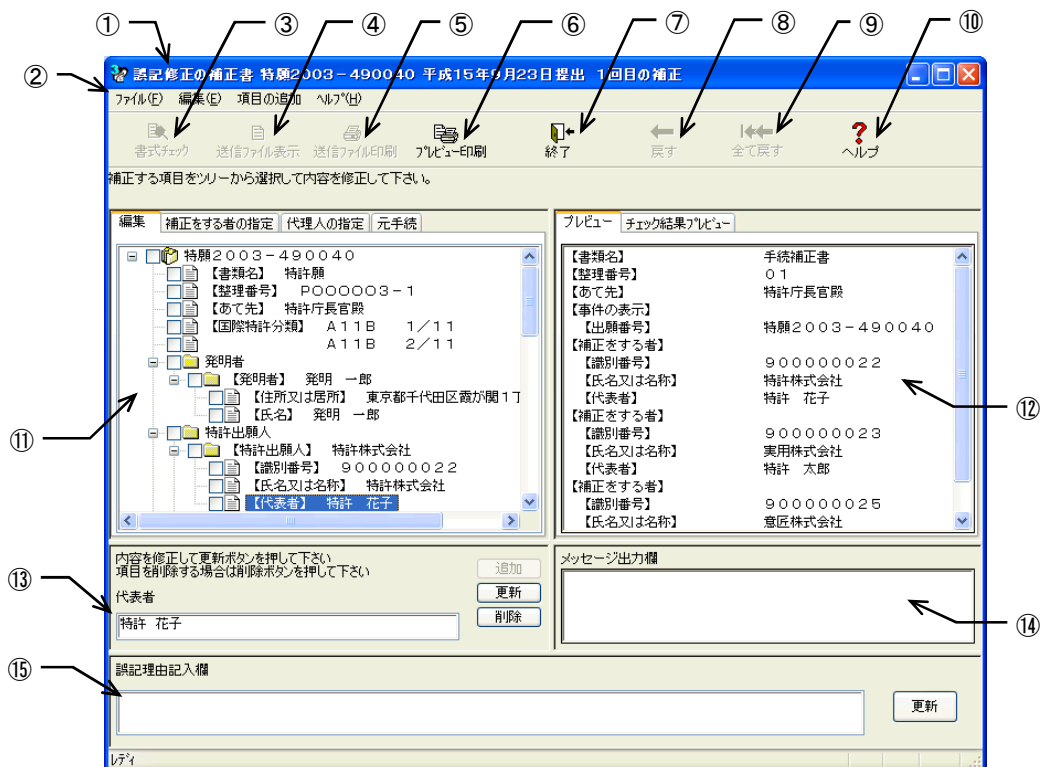 ① ③ ④ ⑤ ⑥ ⑦ ⑧ ⑨ ⑩
②
誤記修正の補正書 特願2003-490040 平成15年9月23日提出 1回目の補正
ファイル(F) 編集(E) 項目の追加 ヘルプ(H)
書式チェック 送信ファイル表示 送信ファイル印刷 プレビュー印刷 終了 戻す 全て戻す ヘルプ
補正する項目をツリーから選択して内容を修正して下さい。
編集 補正をする者の指定 代理人の指定 元手続
特願2003-490040
【書類名】 特許願
【整理番号】 P000003-1
【あて先】 特許庁長官殿
【国際特許分類】 A11B 1/11
A11B 2/11
発明者
【発明者】 発明 一郎
【住所又は居所】 東京都千代田区霞が関1丁
【氏名】 発明 一郎
特許出願人
【特許出願人】 特許株式会社
【識別番号】 900000022
【氏名又は名称】 特許株式会社
【代表者】 特許 花子
⑪
プレビュー チェック結果プレビュー
【書類名】 手続補正書
【整理番号】 01
【あて先】 特許庁長官殿
【事件の表示】
【出願番号】 特願2003-490040
【補正をする者】
【識別番号】 900000022
【氏名又は名称】 特許株式会社
【代表者】 特許 花子
【補正をする者】
【識別番号】 900000023
【氏名又は名称】 実用株式会社
【代表者】 特許 太郎
【補正をする者】
【識別番号】 900000025
【氏名又は名称】 意匠株式会社
⑫
内容を修正して更新ボタンを押して下さい
項目を削除する場合は削除ボタンを押して下さい
追加
更新
削除
⑬
代表者
特許 花子
メッセージ出力欄
⑭
⑮
誤記理由記入欄
更新
レディ